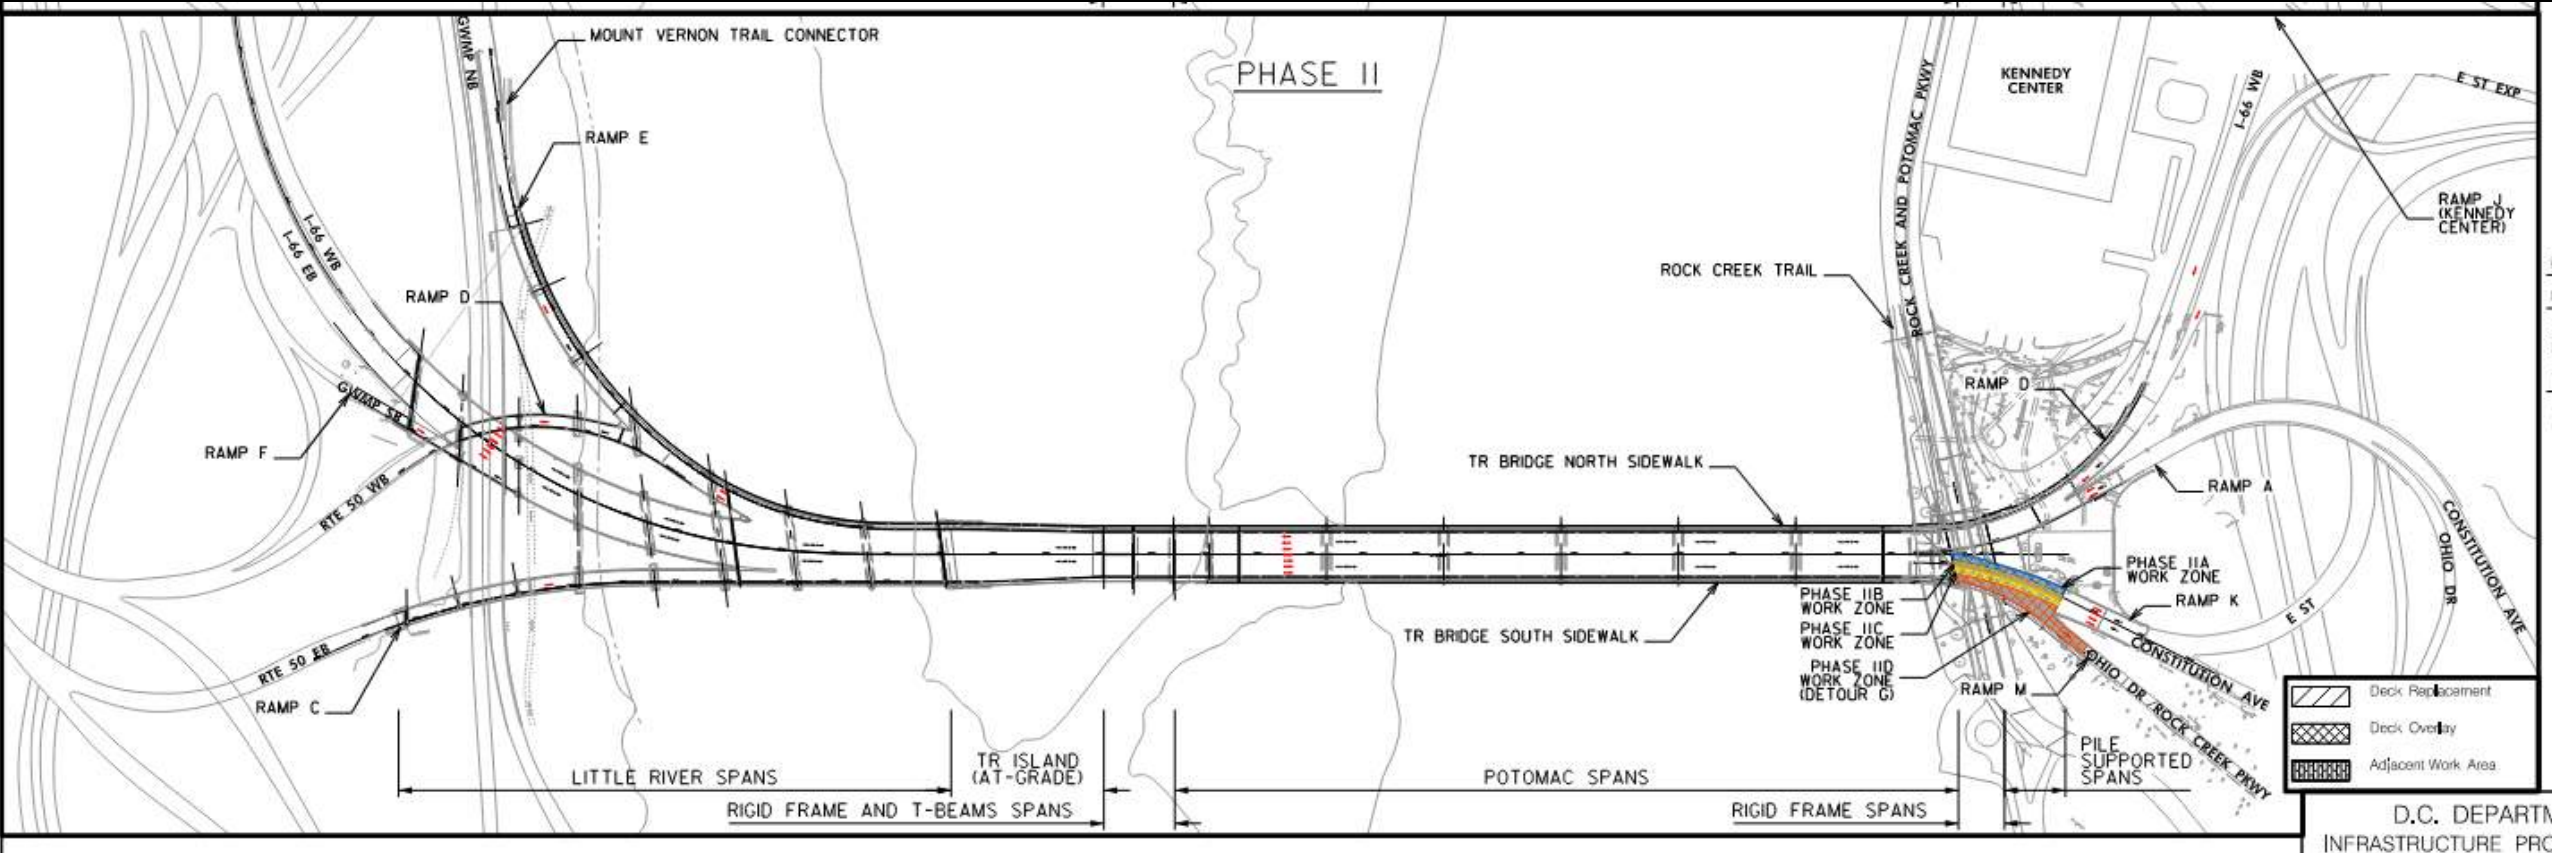 PHASE II
MOUNT VERNON TRAIL CONNECTOR
GWMP NB
RAMP E
I-66 WB
I-66 EB
RAMP D
GWMP SB
RAMP F
RTE 50 WB
RTE 50 EB
RAMP C
ROCK CREEK AND POTOMAC PKWY
ROCK CREEK AND POTOMAC PKWY
KENNEDY
CENTER
I-66 WB
E ST EXP
RAMP J
(KENNEDY
CENTER)
ROCK CREEK TRAIL
RAMP D
TR BRIDGE NORTH SIDEWALK
RAMP A
CONSTITUTION AVE
OHIO DR
PHASE IIA
WORK ZONE
RAMP K
E ST
PHASE IIB
WORK ZONE
PHASE IIC
WORK ZONE
PHASE IID
WORK ZONE
(DETOUR G)
TR BRIDGE SOUTH SIDEWALK
RAMP M
CONSTITUTION AVE
OHIO DR/ROCK CREEK PKWY
LITTLE RIVER SPANS
TR ISLAND
(AT-GRADE)
POTOMAC SPANS
PILE
SUPPORTED
SPANS
RIGID FRAME AND T-BEAMS SPANS
RIGID FRAME SPANS
Deck Replacement
Deck Overlay
Adjacent Work Area
D.C. DEPARTM
INFRASTRUCTURE PRO